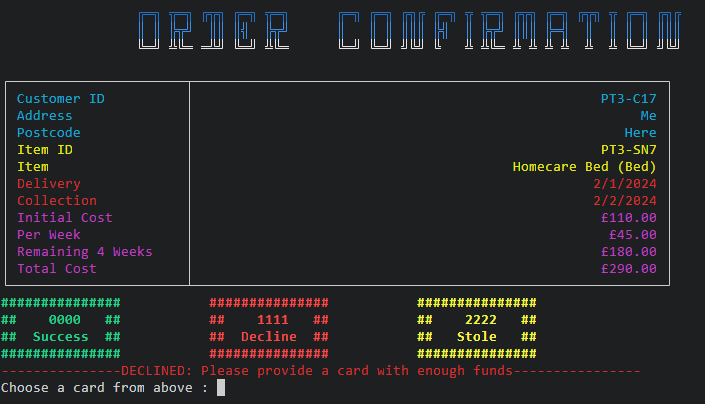 ORDER CONFIRMATION
Customer ID PT3-C17
Address Me
Postcode Here
Item ID PT3-SN7
Item Homecare Bed (Bed)
Delivery 2/1/2024
Collection 2/2/2024
Initial Cost £110.00
Per Week £45.00
Remaining 4 Weeks £180.00
Total Cost £290.00
############### ############### ###############
## 0000 ## ## 1111 ## ## 2222 ##
## Success ## ## Decline ## ## Stole ##
############### ############### ###############
---------------DECLINED: Please provide a card with enough funds----------------
Choose a card from above :